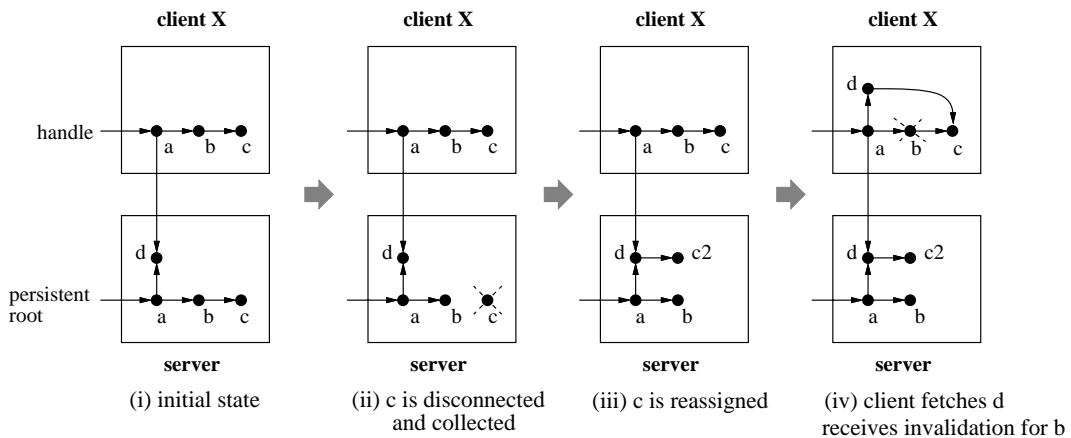 client X
client X
client X
client X
handle
a b c
a b c
a b c
d
a b c
d
d
d c2
d c2
persistent
root
a b c
a b c
a b
a b
server
server
server
server
(i) initial state
(ii) c is disconnected
and collected
(iii) c is reassigned
(iv) client fetches d
receives invalidation for b